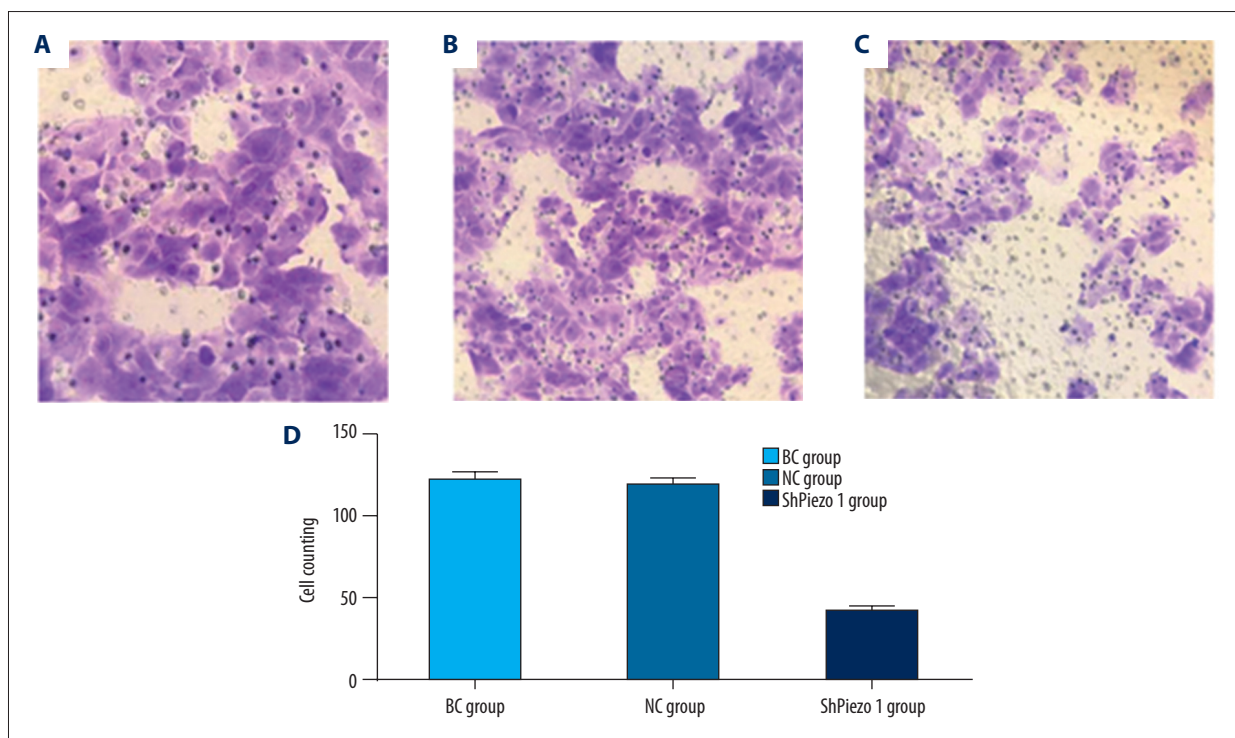 A
B
C
D
150
100
50
0
Cell counting
BC group
NC group
ShPiezo 1 group
BC group
NC group
ShPiezo 1 group